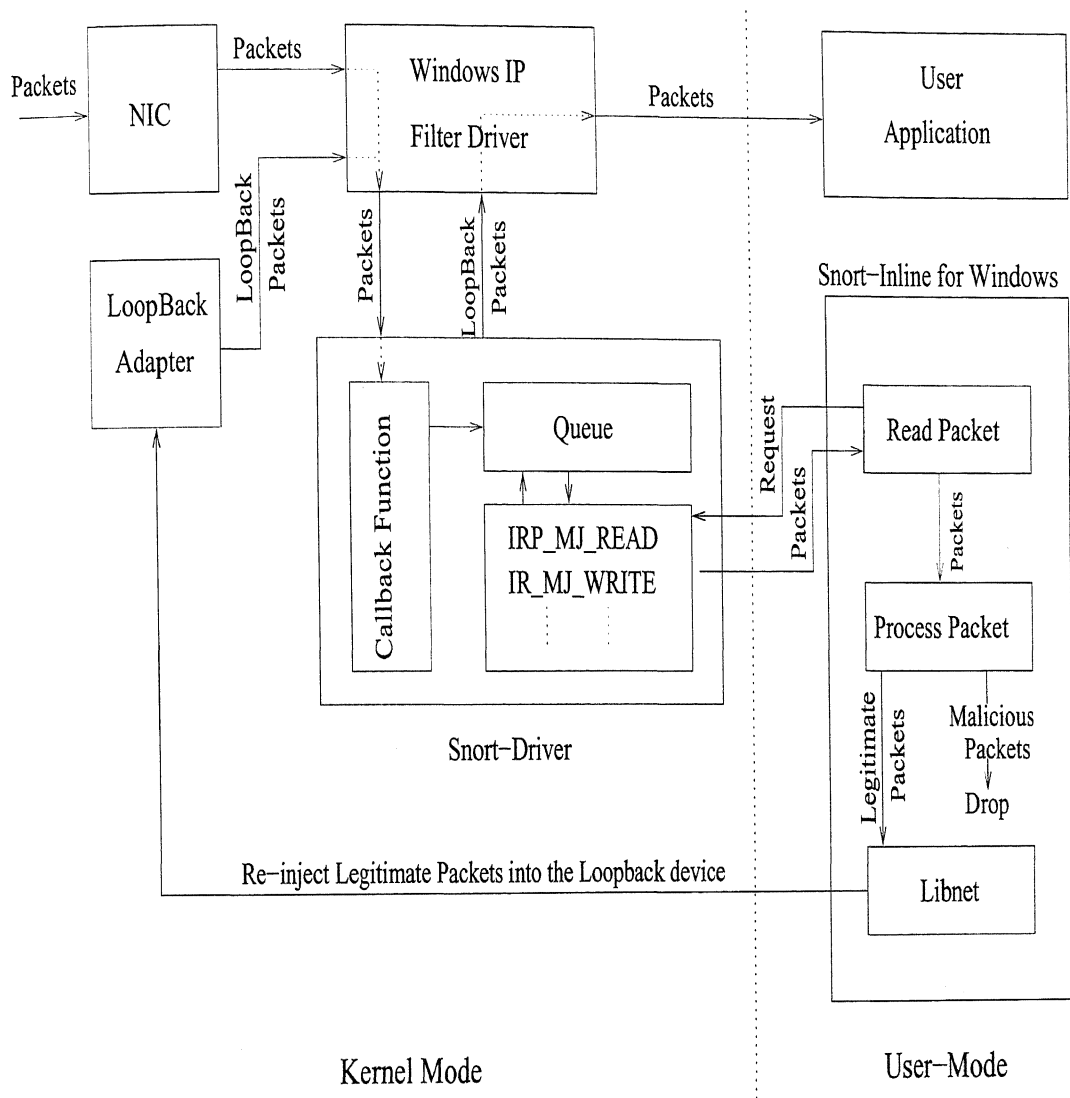 Packets
NIC
Packets
Windows IP
Filter Driver
Packets
User
Application
LoopBack
Packets
Packets
LoopBack
Packets
LoopBack
Adapter
Snort-Inline for Windows
Callback Function
Queue
IRP_MJ_READ
IR_MJ_WRITE
Snort-Driver
Request
Packets
Read Packet
Packets
Process Packet
Legitimate
Packets
Malicious
Packets
Drop
Re-inject Legitimate Packets into the Loopback device
Libnet
Kernel Mode
User-Mode